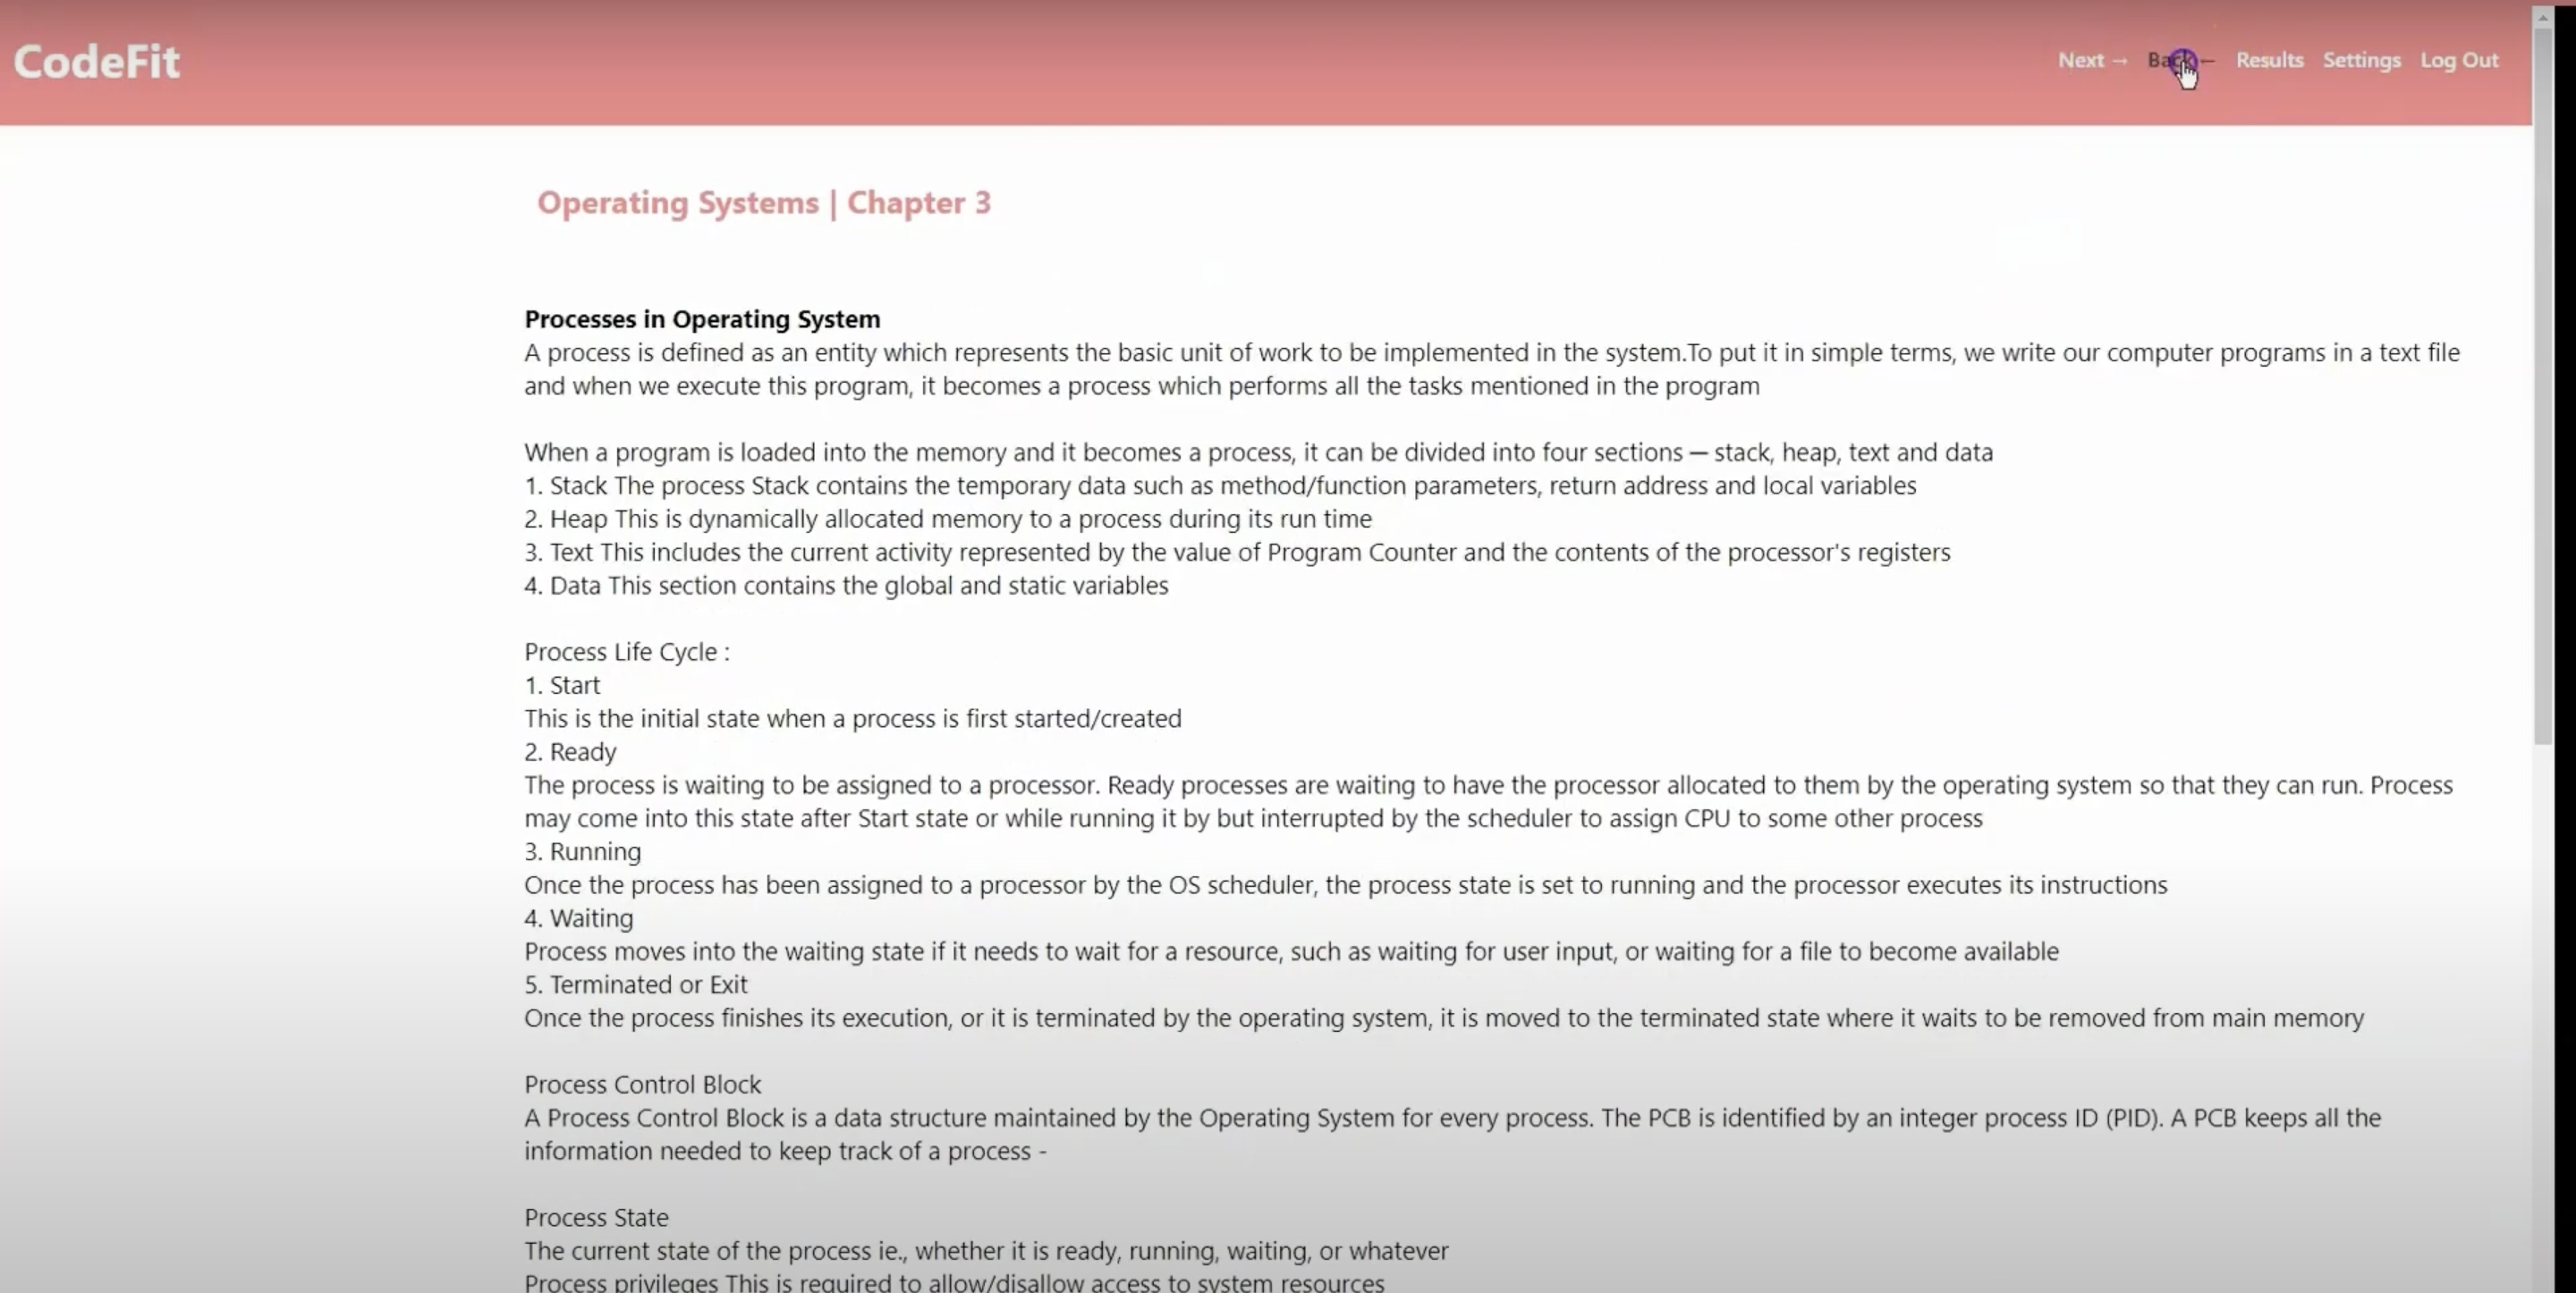 CodeFit
Next → Back ← Results Settings Log Out
Operating Systems | Chapter 3
Processes in Operating System
A process is defined as an entity which represents the basic unit of work to be implemented in the system.To put it in simple terms, we write our computer programs in a text file
and when we execute this program, it becomes a process which performs all the tasks mentioned in the program
When a program is loaded into the memory and it becomes a process, it can be divided into four sections ─ stack, heap, text and data
1. Stack The process Stack contains the temporary data such as method/function parameters, return address and local variables
2. Heap This is dynamically allocated memory to a process during its run time
3. Text This includes the current activity represented by the value of Program Counter and the contents of the processor's registers
4. Data This section contains the global and static variables
Process Life Cycle :
1. Start
This is the initial state when a process is first started/created
2. Ready
The process is waiting to be assigned to a processor. Ready processes are waiting to have the processor allocated to them by the operating system so that they can run. Process
may come into this state after Start state or while running it by but interrupted by the scheduler to assign CPU to some other process
3. Running
Once the process has been assigned to a processor by the OS scheduler, the process state is set to running and the processor executes its instructions
4. Waiting
Process moves into the waiting state if it needs to wait for a resource, such as waiting for user input, or waiting for a file to become available
5. Terminated or Exit
Once the process finishes its execution, or it is terminated by the operating system, it is moved to the terminated state where it waits to be removed from main memory
Process Control Block
A Process Control Block is a data structure maintained by the Operating System for every process. The PCB is identified by an integer process ID (PID). A PCB keeps all the
information needed to keep track of a process -
Process State
The current state of the process ie., whether it is ready, running, waiting, or whatever
Process privileges This is required to allow/disallow access to system resources